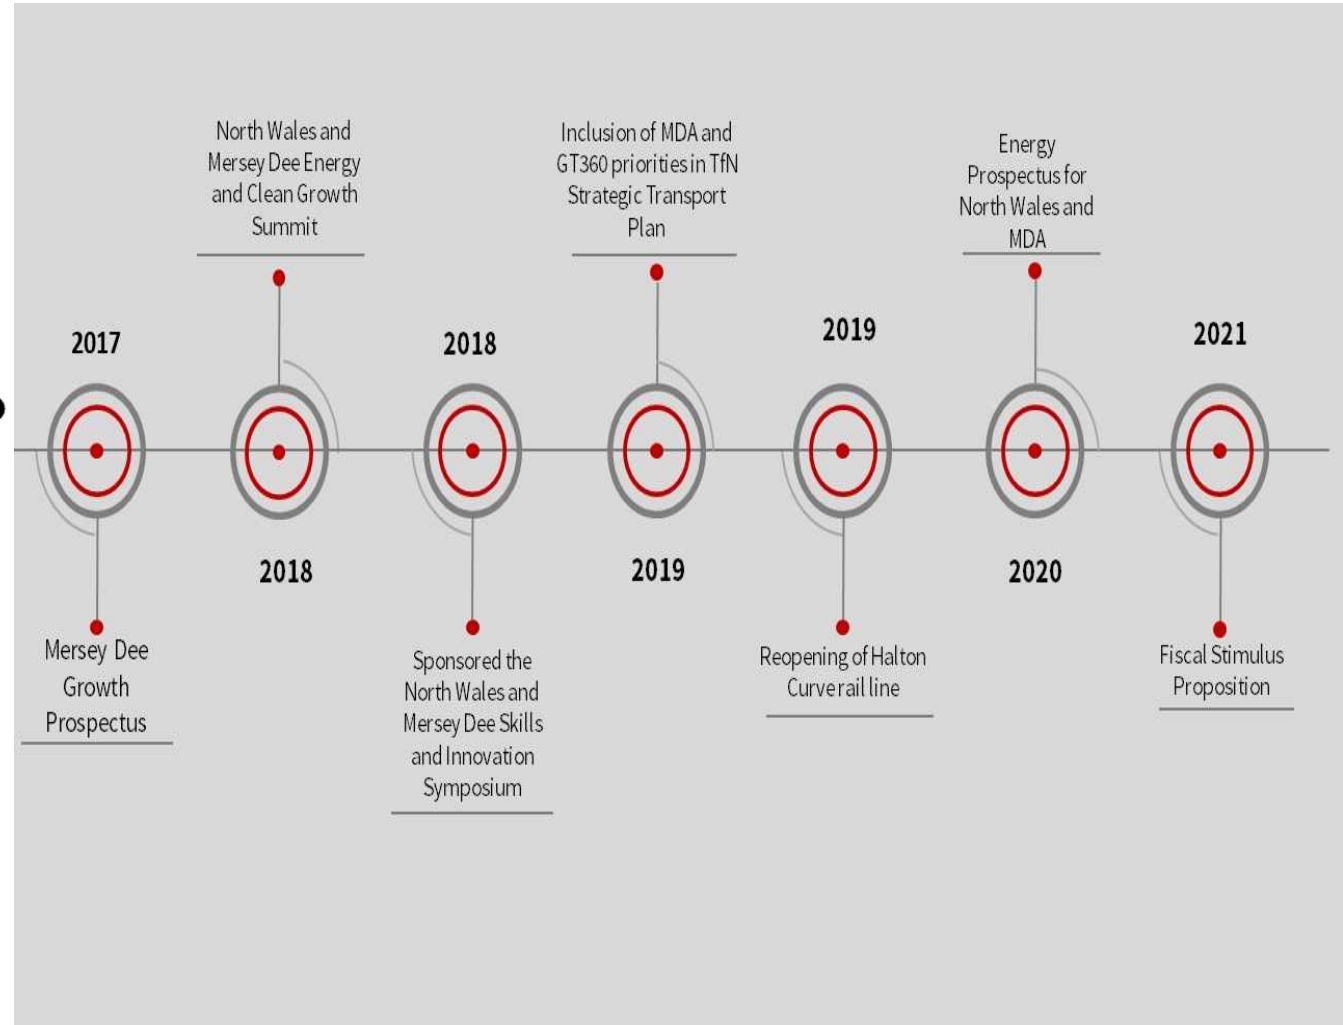 2017
Mersey Dee
Growth
Prospectus
North Wales and
Mersey Dee Energy
and Clean Growth
Summit
2018
2018
Sponsored the
North Wales and
Mersey Dee Skills
and Innovation
Symposium
Inclusion of MDA and
GT360 priorities in TfN
Strategic Transport
Plan
2019
2019
Reopening of Halton
Curve rail line
Energy
Prospectus for
North Wales and
MDA
2020
2021
Fiscal Stimulus
Proposition